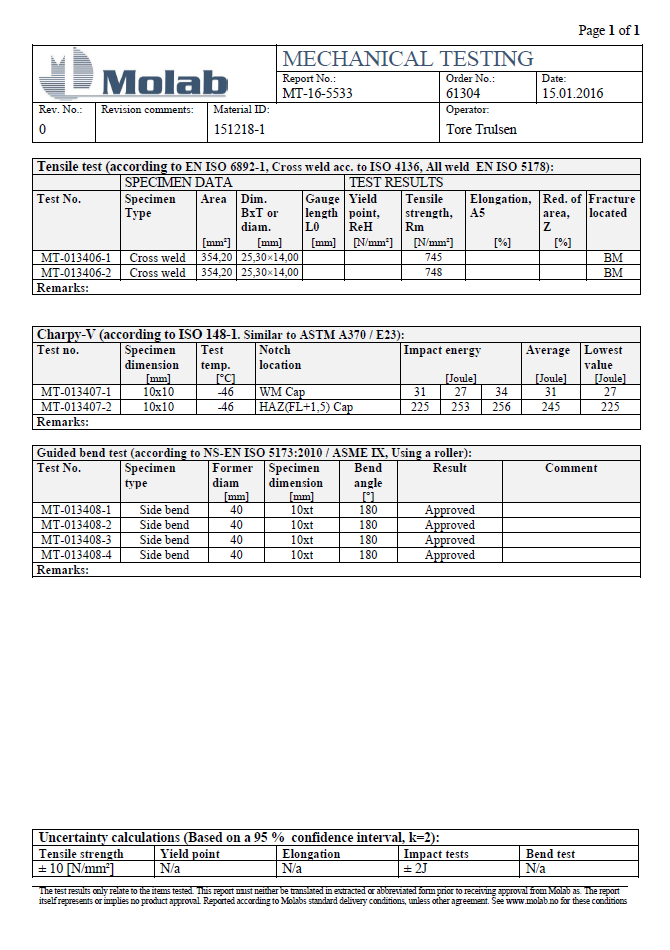 Page 1 of 1
Molab
MECHANICAL TESTING
Report No.: Order No.: Date:
MT-16-5533 61304 15.01.2016
Rev. No.: Revision comments: Material ID: Operator:
0 151218-1 Tore Trulsen
Tensile test (according to EN ISO 6892-1, Cross weld acc. to ISO 4136, All weld EN ISO 5178):
SPECIMEN DATA TEST RESULTS
Test No. Specimen Area Dim. Gauge Yield Tensile Elongation, Red. of Fracture
Type BxT or length point, strength, A5 area, located
diam. L0 ReH Rm Z
[mm²] [mm] [mm] [N/mm²] [N/mm²] [%] [%]
MT-013406-1 Cross weld 354,20 25,30×14,00 745 BM
MT-013406-2 Cross weld 354,20 25,30×14,00 748 BM
Remarks:
Charpy-V (according to ISO 148-1. Similar to ASTM A370 / E23):
Test no. Specimen Test Notch Impact energy Average Lowest
dimension temp. location value
[mm] [°C] [Joule] [Joule] [Joule]
MT-013407-1 10x10 -46 WM Cap 31 27 34 31 27
MT-013407-2 10x10 -46 HAZ(FL+1,5) Cap 225 253 256 245 225
Remarks:
Guided bend test (according to NS-EN ISO 5173:2010 / ASME IX, Using a roller):
Test No. Specimen Former Specimen Bend Result Comment
type diam dimension angle
[mm] [mm] [°]
MT-013408-1 Side bend 40 10xt 180 Approved
MT-013408-2 Side bend 40 10xt 180 Approved
MT-013408-3 Side bend 40 10xt 180 Approved
MT-013408-4 Side bend 40 10xt 180 Approved
Remarks:
Uncertainty calculations (Based on a 95 % confidence interval, k=2):
Tensile strength Yield point Elongation Impact tests Bend test
± 10 [N/mm²] N/a N/a ± 2J N/a
The test results only relate to the items tested. This report must neither be translated in extracted or abbreviated form prior to receiving approval from Molab as. The report
itself represents or implies no product approval. Reported according to Molabs standard delivery conditions, unless other agreement. See www.molab.no for these conditions